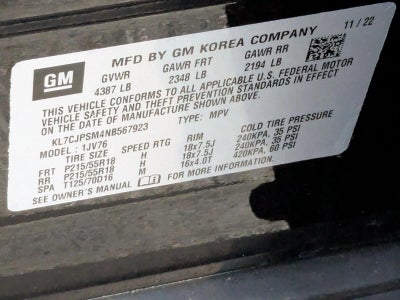 GM
MFD BY GM KOREA COMPANY 11 / 22
GVWR GAWR FRT GAWR RR
4387 LB 2348 LB 2194 LB
THIS VEHICLE CONFORMS TO ALL APPLICABLE U.S. FEDERAL MOTOR
VEHICLE SAFETY AND THEFT PREVENTION STANDARDS IN EFFECT
ON THE DATE OF MANUFACTURE SHOWN ABOVE.
KL7CJPSM4NB567923 TYPE: MPV
MODEL : 1JV76
TIRE SIZE SPEED RTG RIM COLD TIRE PRESSURE
FRT P215/55R18 H 18x7.5J 240KPA, 35 PSI
RR P215/55R18 H 18x7.5J 240KPA, 35 PSI
SPA T125/70D16 M 16x4.0T 420KPA, 60 PSI
SEE OWNER'S MANUAL FOR MORE INFORMATION.